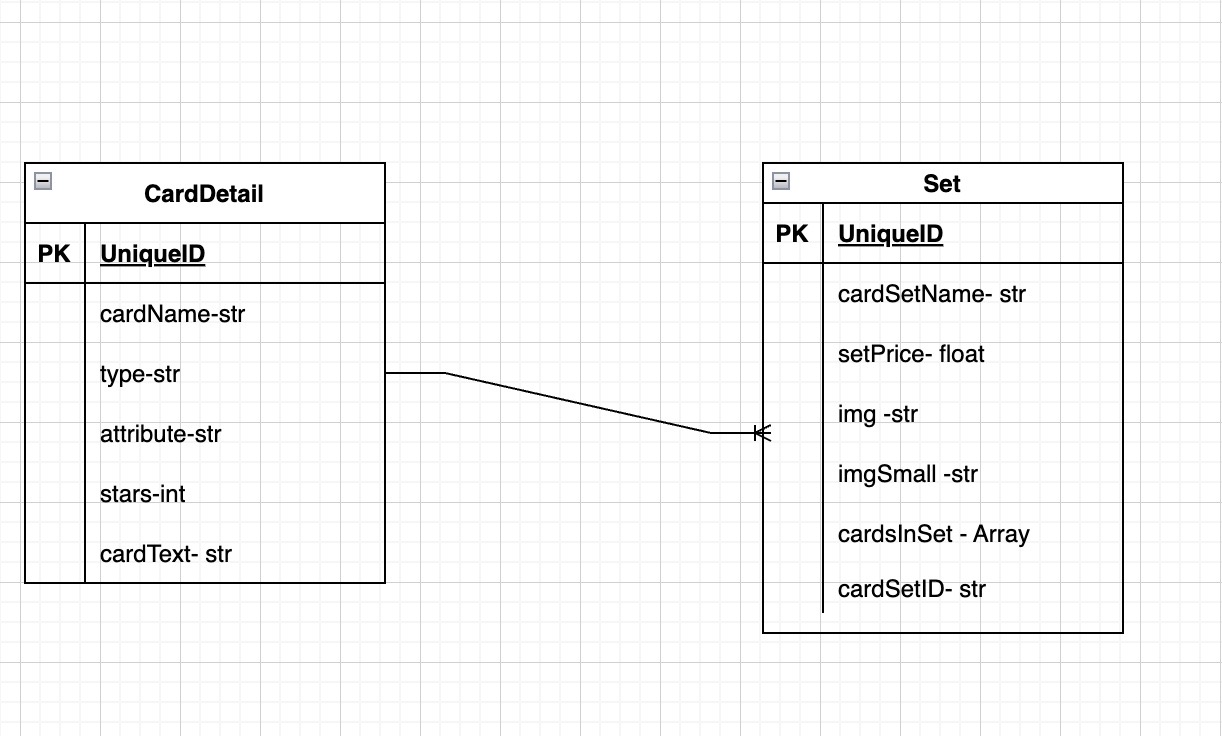 CardDetail
PK UniqueID
cardName-str
type-str
attribute-str
stars-int
cardText- str
Set
PK UniqueID
cardSetName- str
setPrice- float
img -str
imgSmall -str
cardsInSet - Array
cardSetID- str